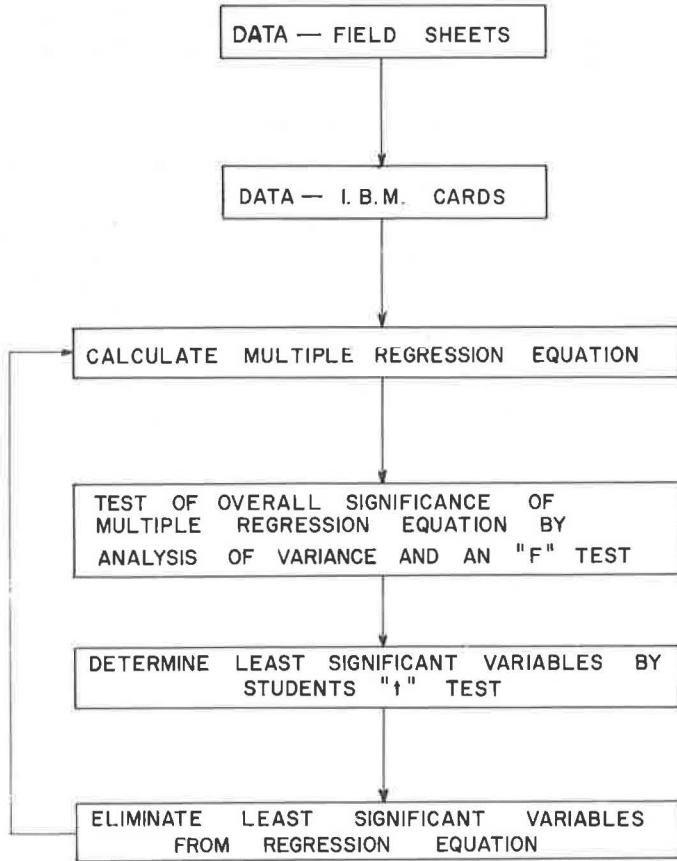 DATA — FIELD SHEETS
DATA — I.B.M. CARDS
CALCULATE MULTIPLE REGRESSION EQUATION
TEST OF OVERALL SIGNIFICANCE OF
MULTIPLE REGRESSION EQUATION BY
ANALYSIS OF VARIANCE AND AN "F" TEST
DETERMINE LEAST SIGNIFICANT VARIABLES BY
STUDENTS "t" TEST
ELIMINATE LEAST SIGNIFICANT VARIABLES
FROM REGRESSION EQUATION